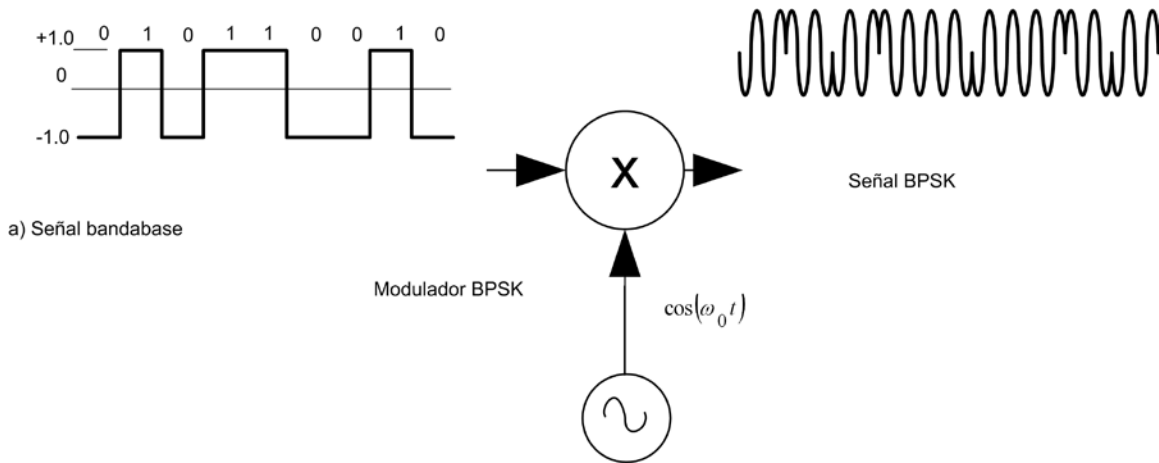 0 1 0 1 1 0 0 1 0
+1.0
0
-1.0
a) Señal bandabase
X
Señal BPSK
Modulador BPSK
cos(ω₀t)